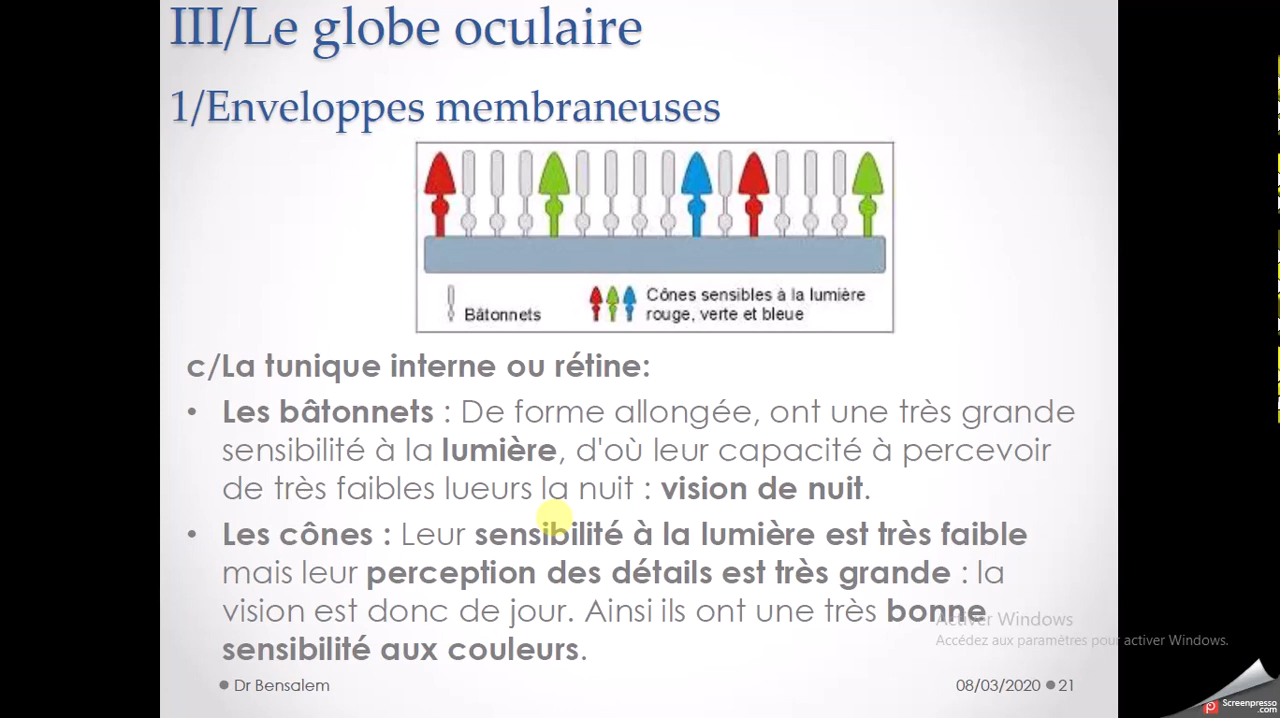 III/Le globe oculaire
1/Enveloppes membraneuses
Bâtonnets
Cônes sensibles à la lumière
rouge, verte et bleue
c/La tunique interne ou rétine:
• Les bâtonnets : De forme allongée, ont une très grande
sensibilité à la lumière, d'où leur capacité à percevoir
de très faibles lueurs la nuit : vision de nuit.
• Les cônes : Leur sensibilité à la lumière est très faible
mais leur perception des détails est très grande : la
vision est donc de jour. Ainsi ils ont une très bonne
sensibilité aux couleurs.
Activer Windows
Accédez aux paramètres pour activer Windows.
Dr Bensalem
08/03/2020 21
Screenpresso
.com